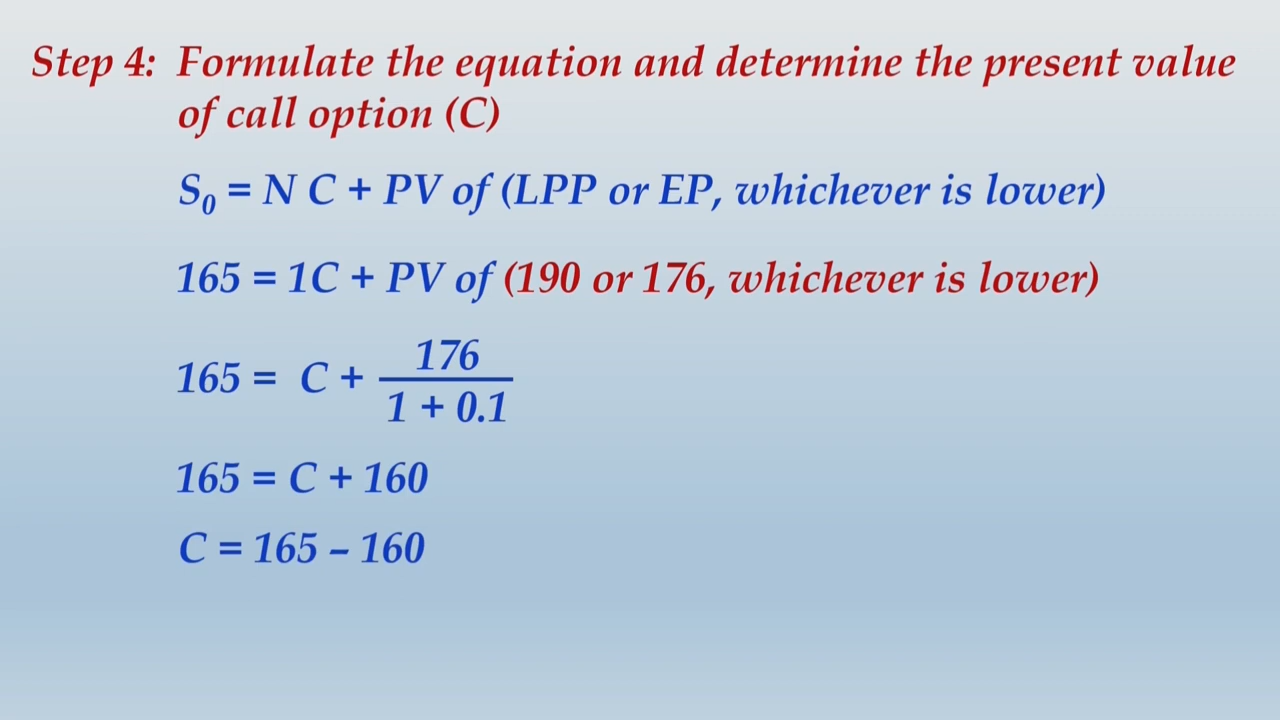 Step 4: Formulate the equation and determine the present value
of call option (C)
S₀ = N C + PV of (LPP or EP, whichever is lower)
165 = 1C + PV of (190 or 176, whichever is lower)
165 = C + 176 / 1 + 0.1
165 = C + 160
C = 165 – 160